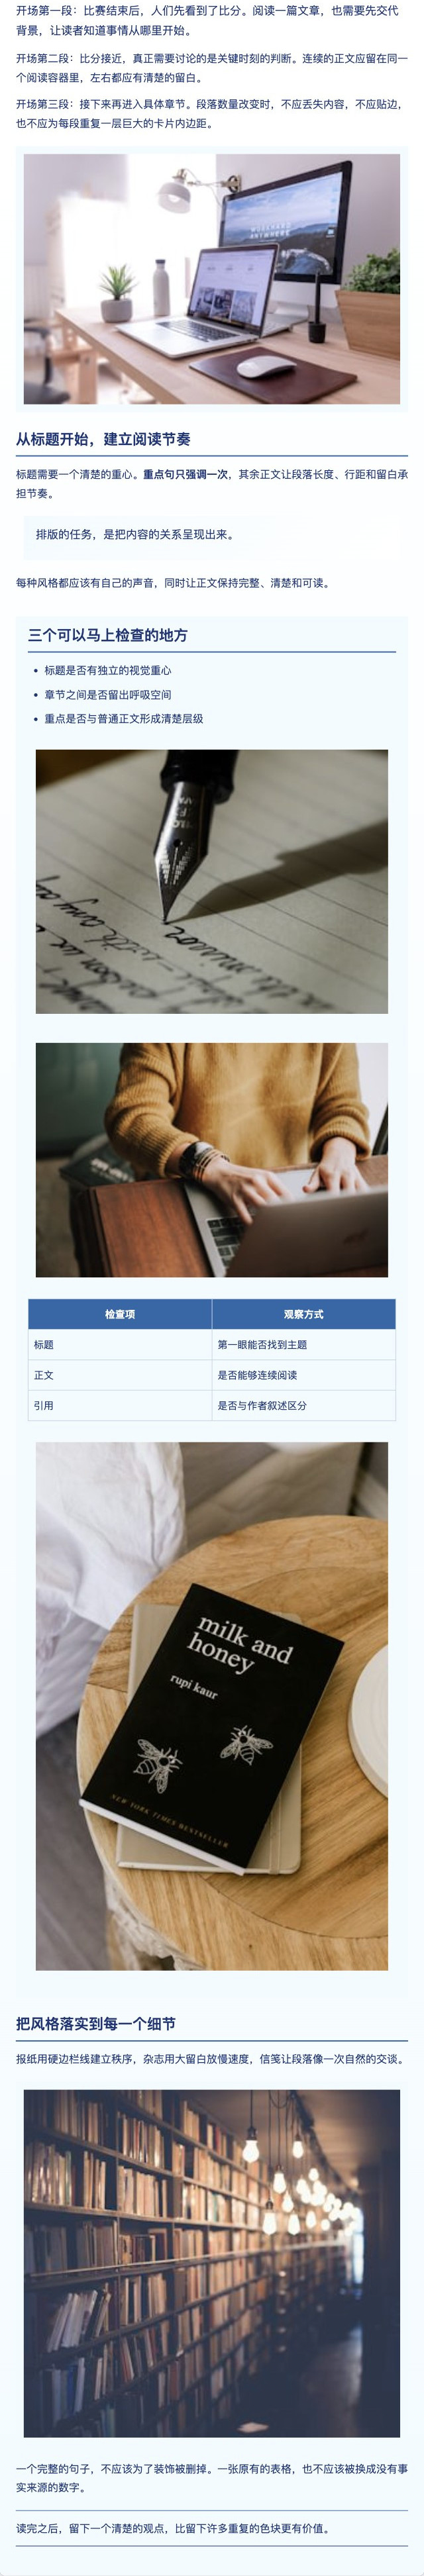 开场第一段：比赛结束后，人们先看到了比分。阅读一篇文章，也需要先交代
背景，让读者知道事情从哪里开始。
开场第二段：比分接近，真正需要讨论的是关键时刻的判断。连续的正文应留在同一
个阅读容器里，左右都应有清楚的留白。
开场第三段：接下来再进入具体章节。段落数量改变时，不应丢失内容，不应贴边，
也不应为每段重复一层巨大的卡片内边距。
从标题开始，建立阅读节奏
标题需要一个清楚的重心。重点句只强调一次，其余正文让段落长度、行距和留白承
担节奏。
排版的任务，是把内容的关系呈现出来。
每种风格都应该有自己的声音，同时让正文保持完整、清楚和可读。
三个可以马上检查的地方
• 标题是否有独立的视觉重心
• 章节之间是否留出呼吸空间
• 重点是否与普通正文形成清楚层级
检查项 观察方式
标题 第一眼能否找到主题
正文 是否能够连续阅读
引用 是否与作者叙述区分
milk and
honey
rupi kaur
NEW YORK TIMES BESTSELLER
把风格落实到每一个细节
报纸用硬边栏线建立秩序，杂志用大留白放慢速度，信笺让段落像一次自然的交谈。
一个完整的句子，不应该为了装饰被删掉。一张原有的表格，也不应该被换成没有事
实来源的数字。
读完之后，留下一个清楚的观点，比留下许多重复的色块更有价值。